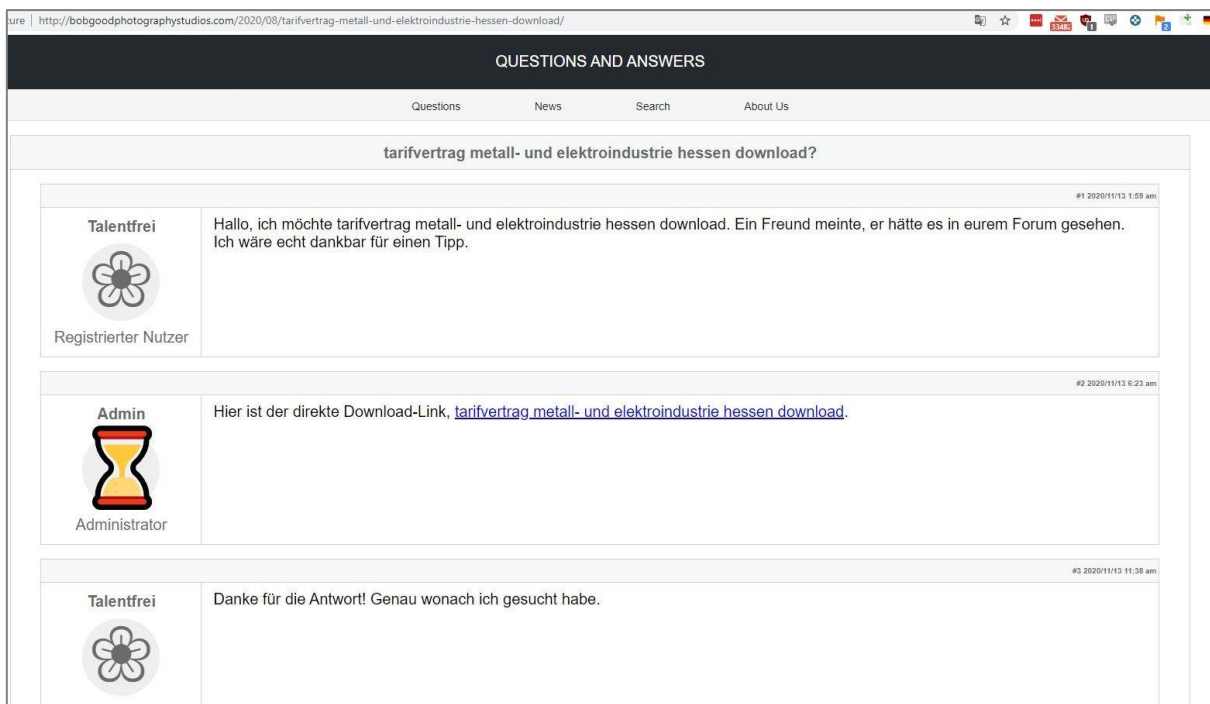 ure | http://bobgoodphotographystudios.com/2020/08/tarifvertrag-metall-und-elektroindustrie-hessen-download/
33482
1
2
QUESTIONS AND ANSWERS
Questions News Search About Us
tarifvertrag metall- und elektroindustrie hessen download?
#1 2020/11/13 1:59 am
Talentfrei
Hallo, ich möchte tarifvertrag metall- und elektroindustrie hessen download. Ein Freund meinte, er hätte es in eurem Forum gesehen.
Ich wäre echt dankbar für einen Tipp.
Registrierter Nutzer
#2 2020/11/13 6:23 am
Admin
Hier ist der direkte Download-Link, tarifvertrag metall- und elektroindustrie hessen download.
Administrator
#3 2020/11/13 11:38 am
Talentfrei
Danke für die Antwort! Genau wonach ich gesucht habe.